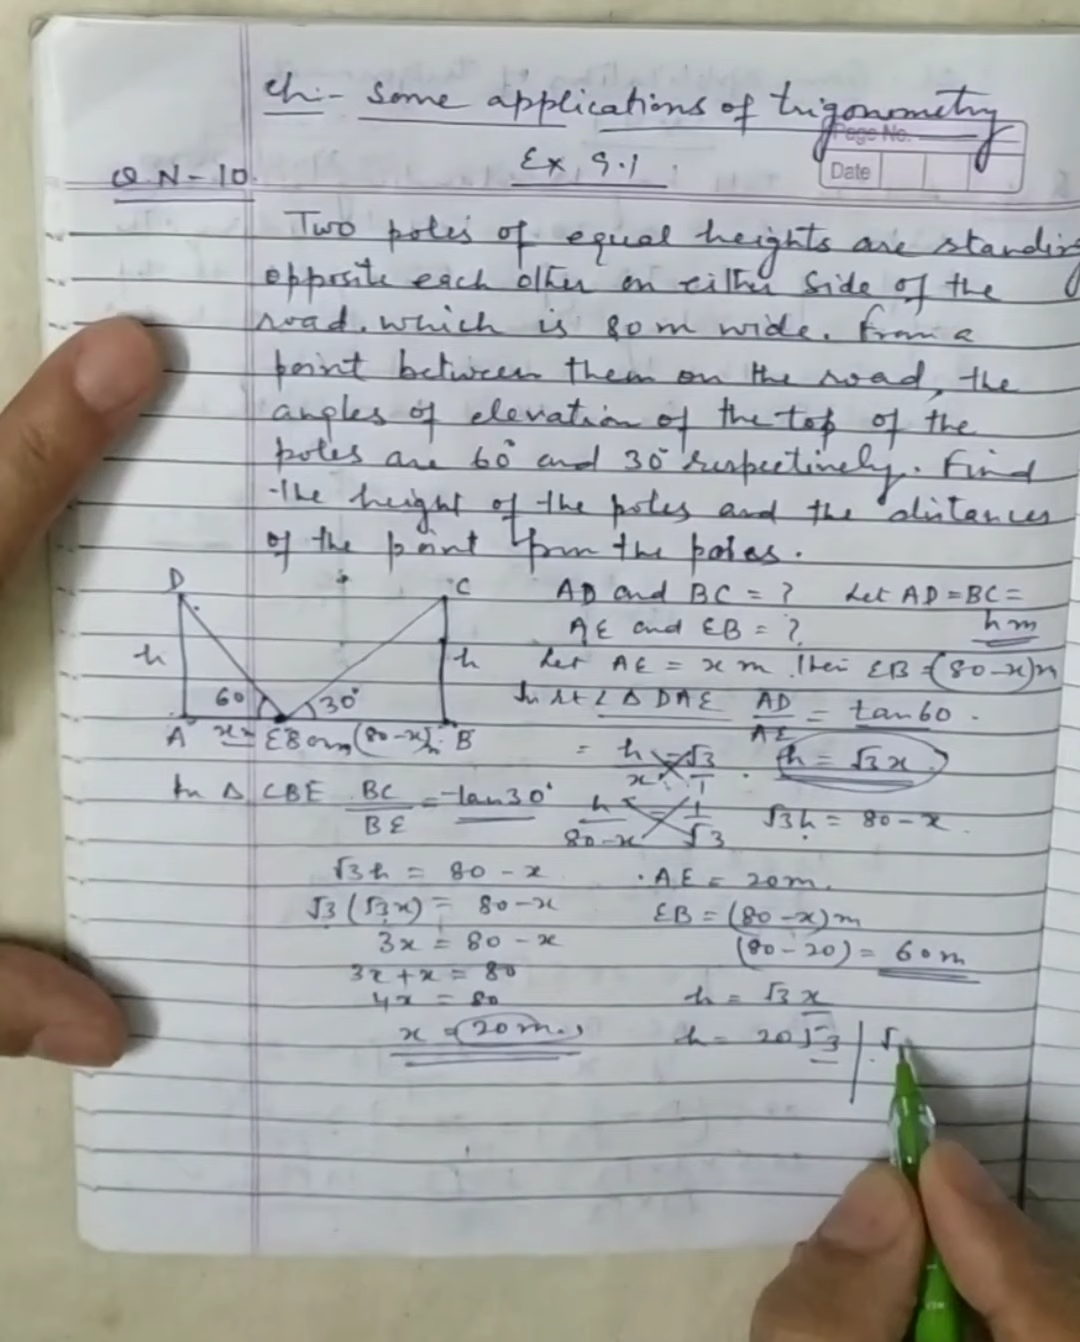 Ch:- Some applications of trigonometry
Page No.
Date
Ex, 9.1
Q.N-10.
Two poles of equal heights are standing
opposite each other on either side of the
road, which is 80m wide. From a
point between them on the road, the
angles of elevation of the top of the
poles are 60° and 30° respectively. Find
the height of the poles and the distances
of the point from the poles.
D
C
h
h
60
30°
A
x
E 80m (80-x)
B
AD and BC = ? Let AD = BC =
h m
AE and EB = ?
Let AE = x m. Then EB = (80-x)m
In rt ∠ Δ DAE AD/AE = tan 60.
= h/x = √3/1 . h = √3x
In Δ CBE BC/BE = tan 30° h/80-x = 1/√3 √3h = 80-x.
√3h = 80-x
√3(√3x) = 80-x
3x = 80-x
3x+x = 80
4x = 80
x = 20m.
AE = 20m.
EB = (80-x)m
(80-20) = 60m
h = √3x
h = 20√3 | √